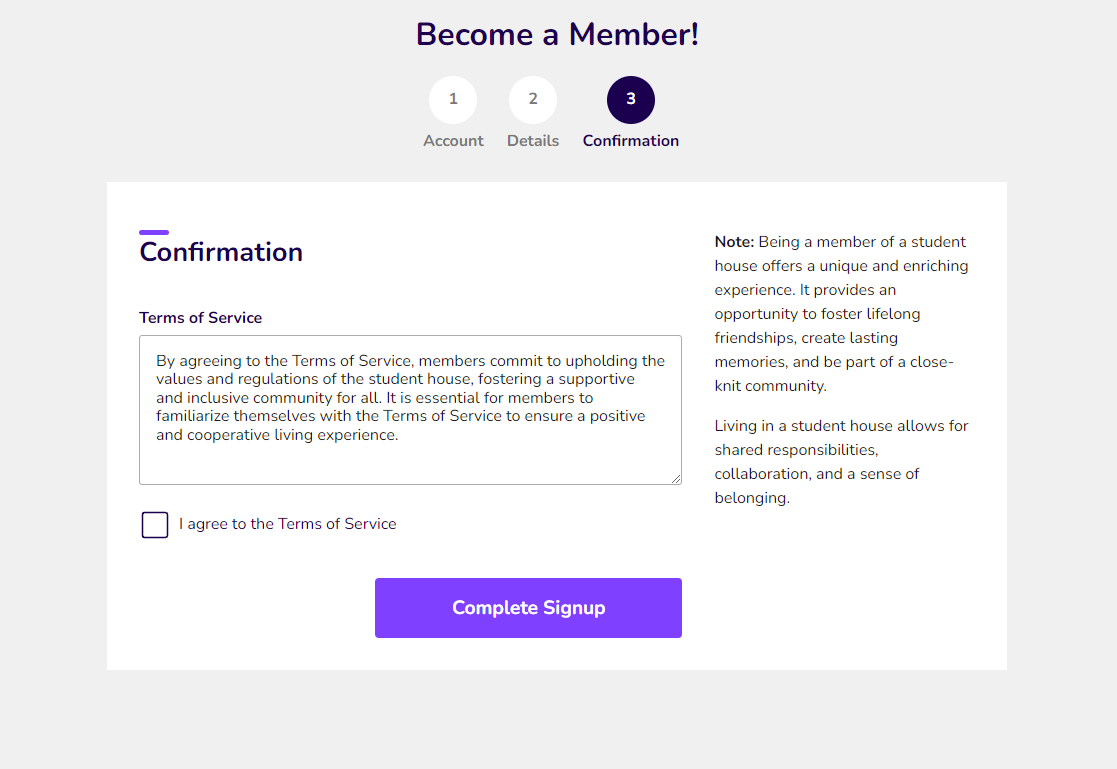 Become a Member!
1
2
3
Account
Details
Confirmation
Confirmation
Terms of Service
By agreeing to the Terms of Service, members commit to upholding the
values and regulations of the student house, fostering a supportive
and inclusive community for all. It is essential for members to
familiarize themselves with the Terms of Service to ensure a positive
and cooperative living experience.
I agree to the Terms of Service
Complete Signup
Note: Being a member of a student
house offers a unique and enriching
experience. It provides an
opportunity to foster lifelong
friendships, create lasting
memories, and be part of a close-
knit community.
Living in a student house allows for
shared responsibilities,
collaboration, and a sense of
belonging.